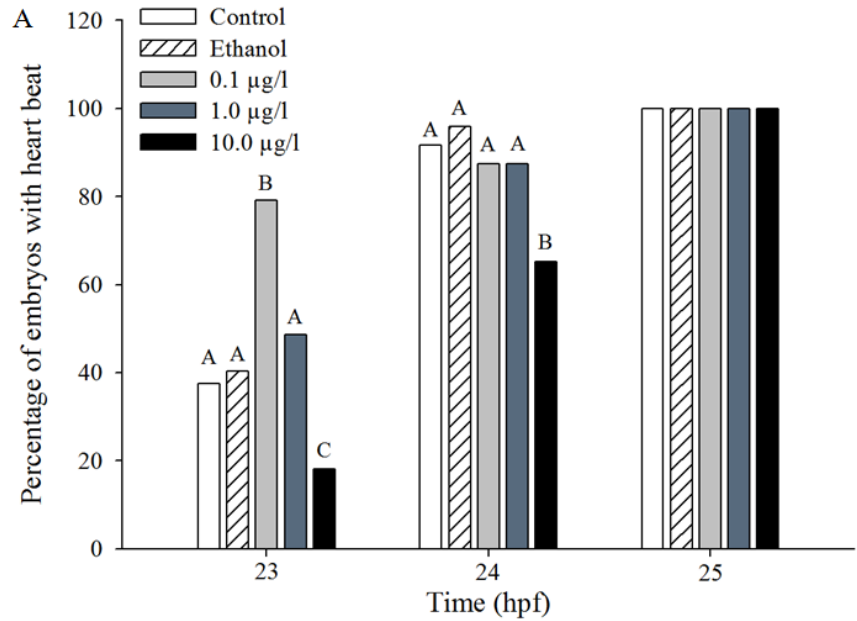 A
Control
Ethanol
0.1 µg/l
1.0 µg/l
10.0 µg/l
Percentage of embryos with heart beat
120
100
80
60
40
20
0
A
A
B
A
C
A
A
A
A
B
23
24
25
Time (hpf)